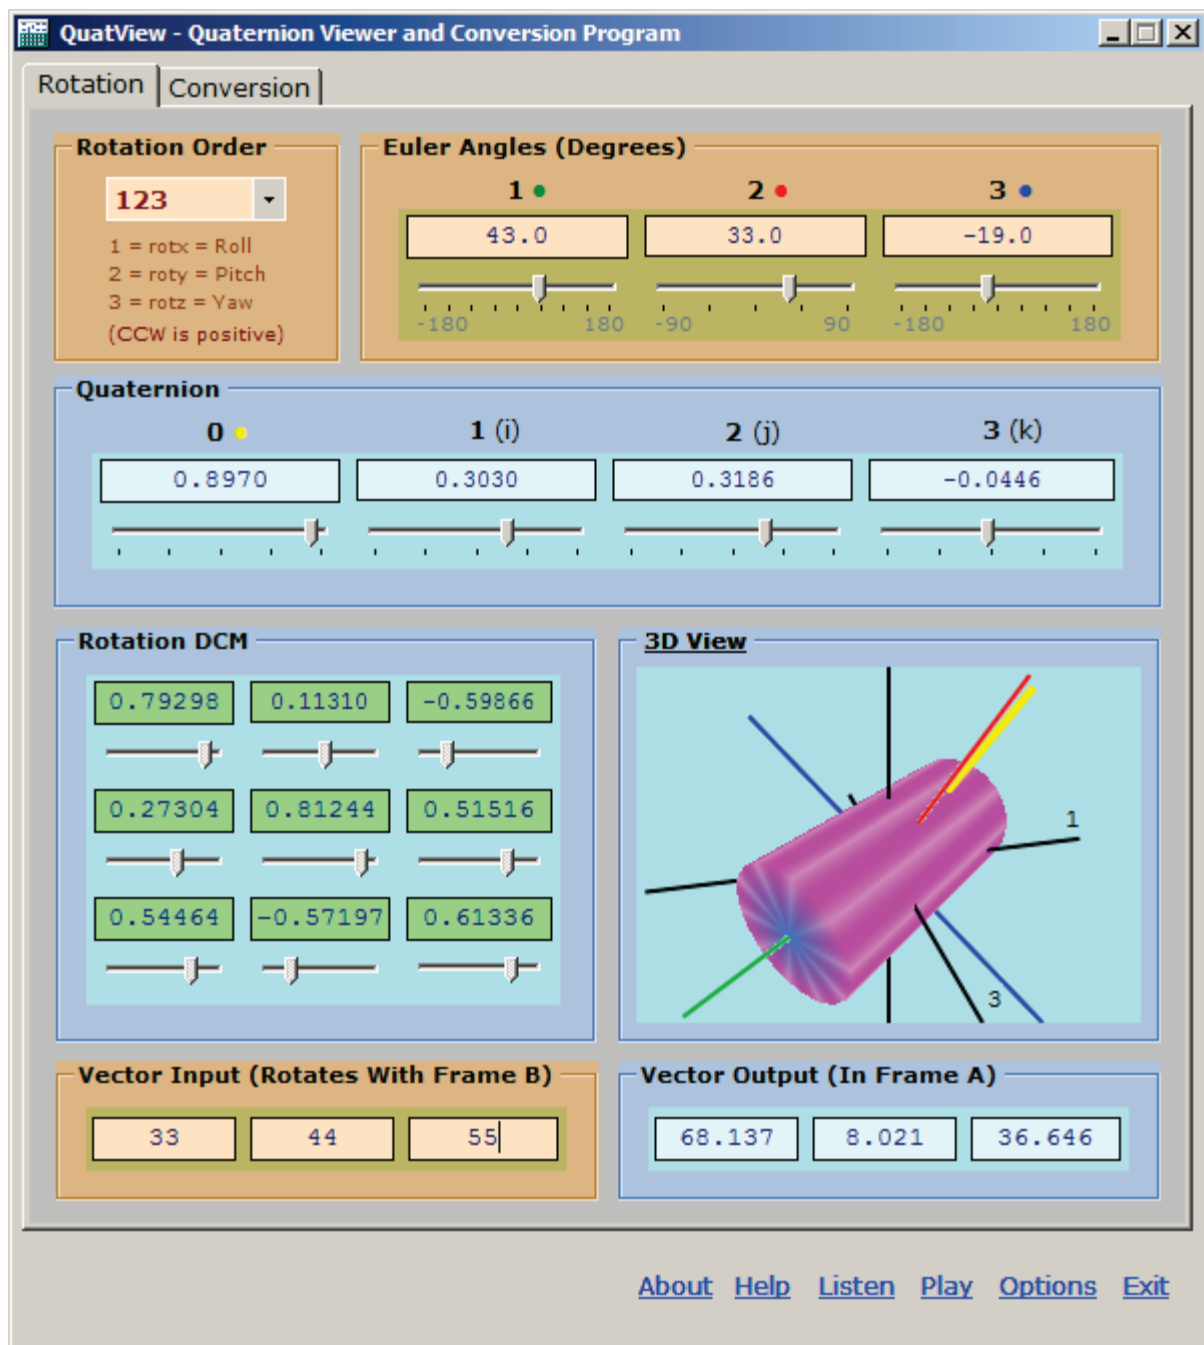 QuatView - Quaternion Viewer and Conversion Program
Rotation Conversion
Rotation Order
123
1 = rotx = Roll
2 = roty = Pitch
3 = rotz = Yaw
(CCW is positive)
Euler Angles (Degrees)
1 2 3
43.0 33.0 -19.0
-180 180 -90 90 -180 180
Quaternion
0 1 (i) 2 (j) 3 (k)
0.8970 0.3030 0.3186 -0.0446
Rotation DCM
0.79298 0.11310 -0.59866
0.27304 0.81244 0.51516
0.54464 -0.57197 0.61336
3D View
1
3
Vector Input (Rotates With Frame B)
33 44 55
Vector Output (In Frame A)
68.137 8.021 36.646
About Help Listen Play Options Exit